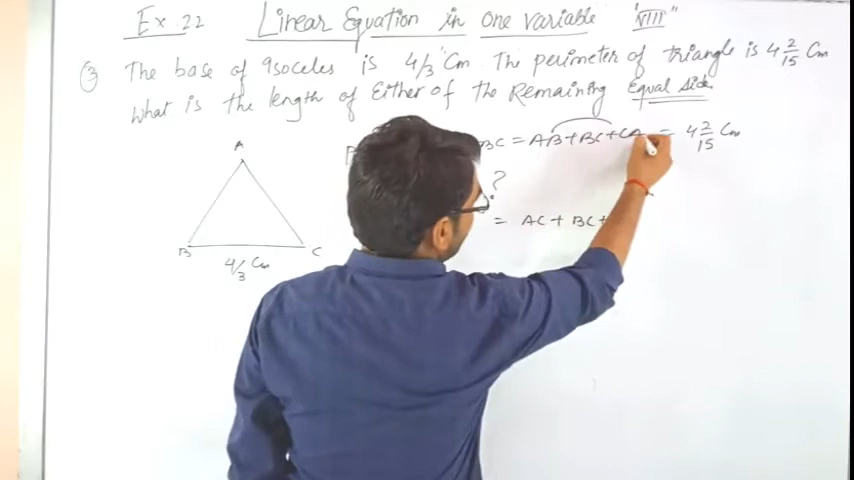 Ex. 22 Linear Equation in one variable "VIII"
③ The base of isoceles is 4/3 Cm The perimeter of triangle is 4 2/15 Cm
What is the length of Either of the Remaining Equal side.
BC = AB + BC + CA = 4 2/15 Cm
A
?
= AC + BC +
B C
4/3 Cm